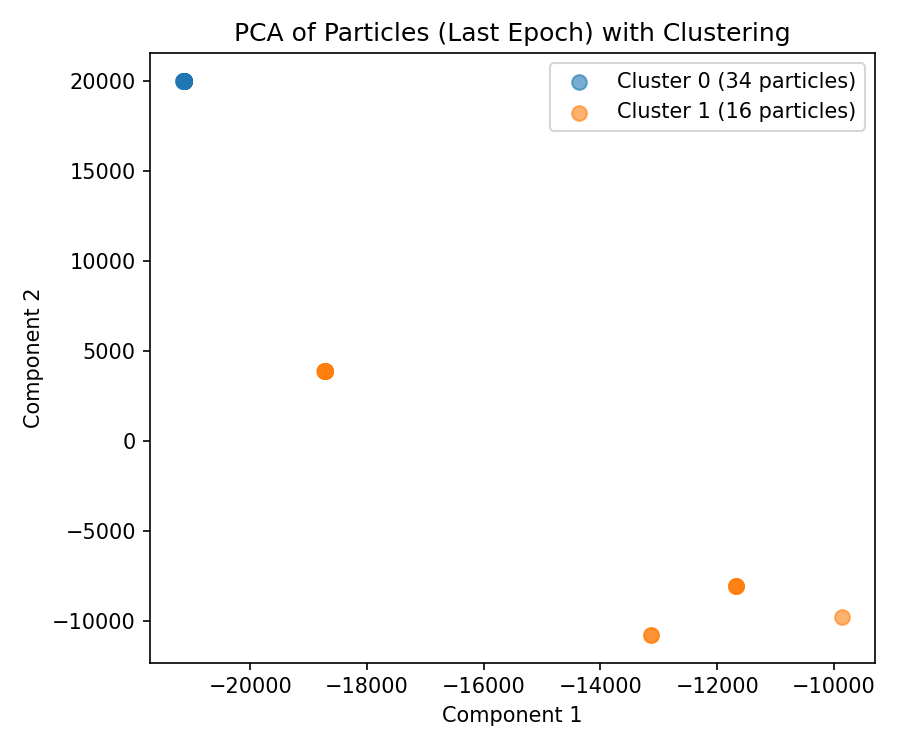 PCA of Particles (Last Epoch) with Clustering
Cluster 0 (34 particles)
Cluster 1 (16 particles)
20000
15000
10000
5000
0
−5000
−10000
Component 2
−20000
−18000
−16000
−14000
−12000
−10000
Component 1